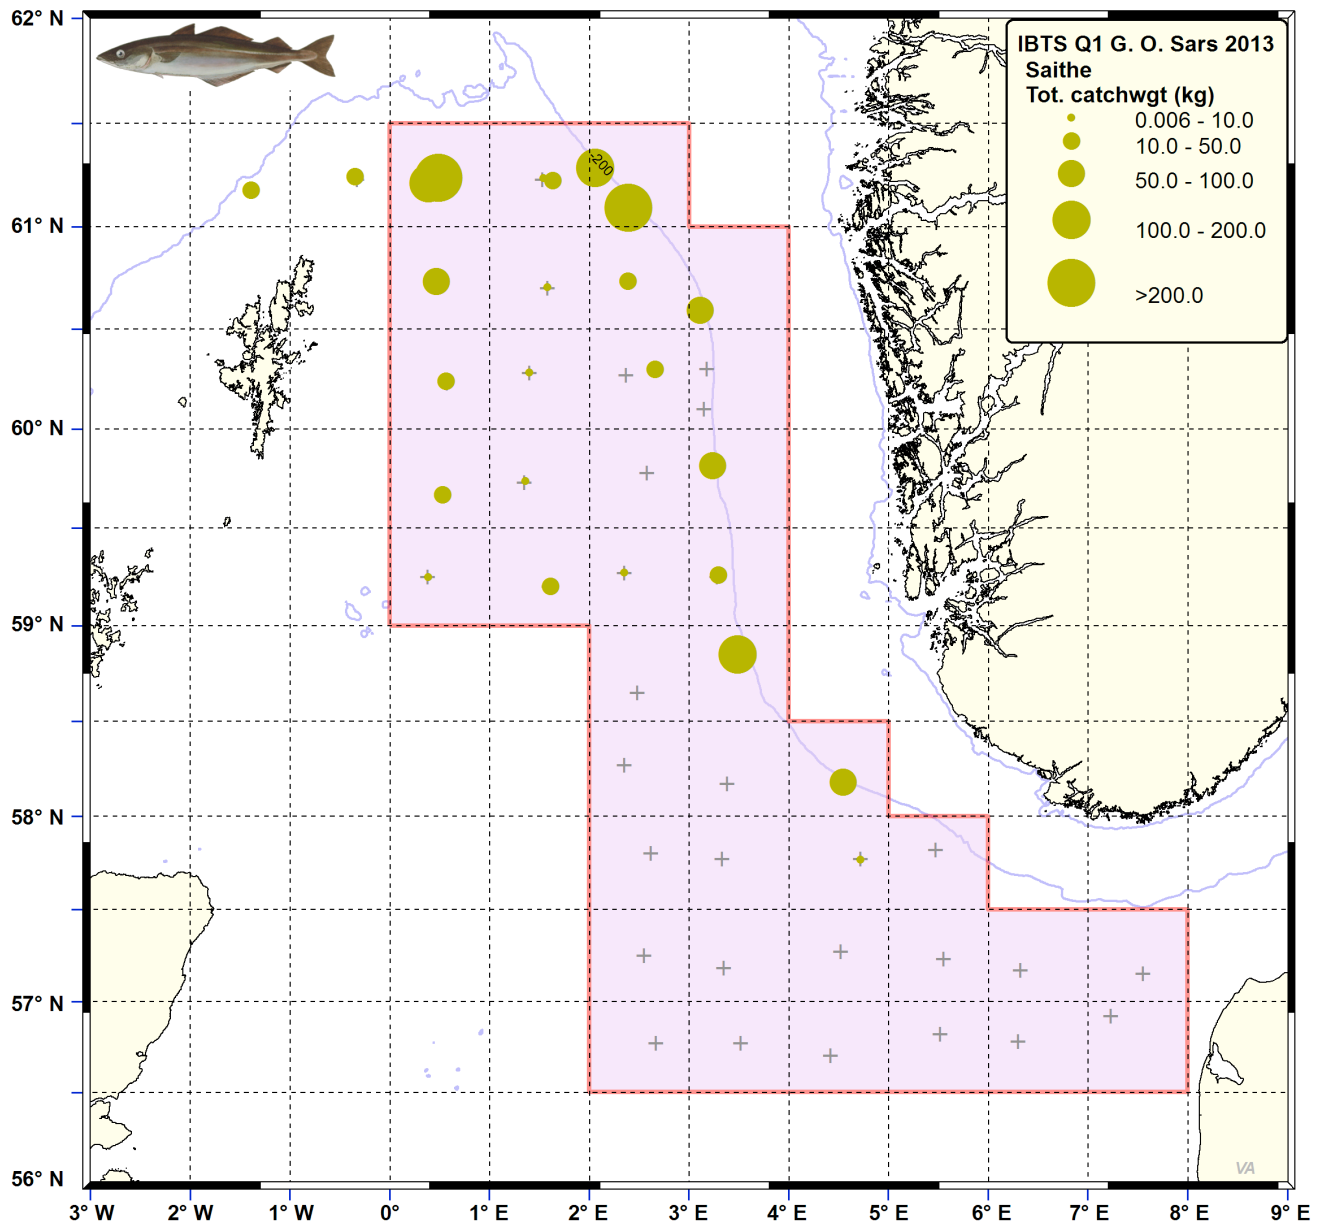 IBTS Q1 G. O. Sars 2013
Saithe
Tot. catchwgt (kg)
0.006 - 10.0
10.0 - 50.0
50.0 - 100.0
100.0 - 200.0
>200.0
-200
62° N
61° N
60° N
59° N
58° N
57° N
56° N
VA
3°W 2°W 1°W 0° 1°E 2°E 3°E 4°E 5°E 6°E 7°E 8°E 9°E